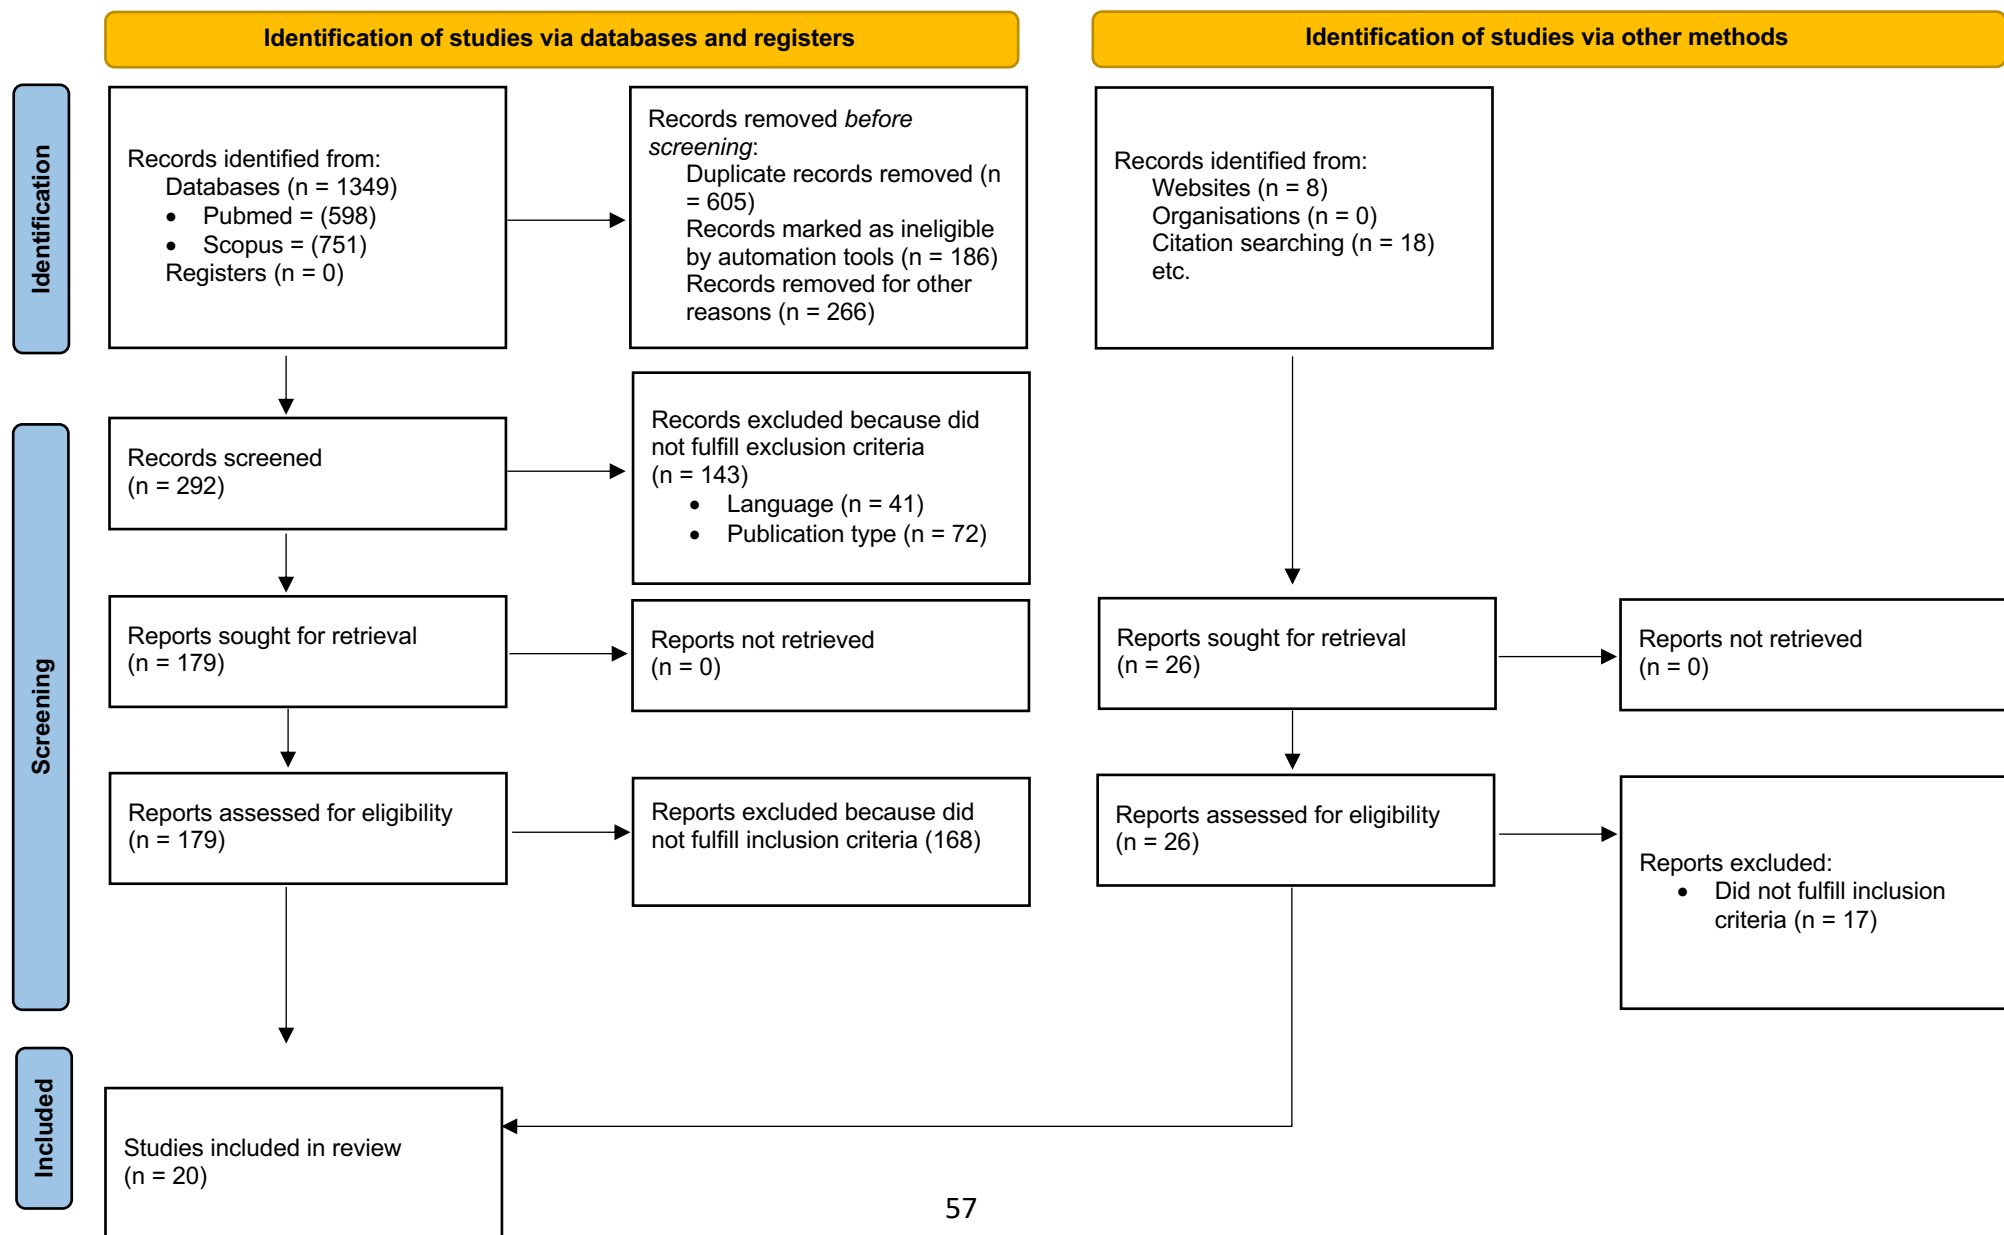 Identification of studies via databases and registers
Identification of studies via other methods
Identification
Records identified from:
Databases (n = 1349)
• Pubmed = (598)
• Scopus = (751)
Registers (n = 0)
Records removed before
screening:
Duplicate records removed (n
= 605)
Records marked as ineligible
by automation tools (n = 186)
Records removed for other
reasons (n = 266)
Records identified from:
Websites (n = 8)
Organisations (n = 0)
Citation searching (n = 18)
etc.
Screening
Records screened
(n = 292)
Records excluded because did
not fulfill exclusion criteria
(n = 143)
• Language (n = 41)
• Publication type (n = 72)
Reports sought for retrieval
(n = 179)
Reports not retrieved
(n = 0)
Reports sought for retrieval
(n = 26)
Reports not retrieved
(n = 0)
Reports assessed for eligibility
(n = 179)
Reports excluded because did
not fulfill inclusion criteria (168)
Reports assessed for eligibility
(n = 26)
Reports excluded:
• Did not fulfill inclusion
criteria (n = 17)
Included
Studies included in review
(n = 20)
57